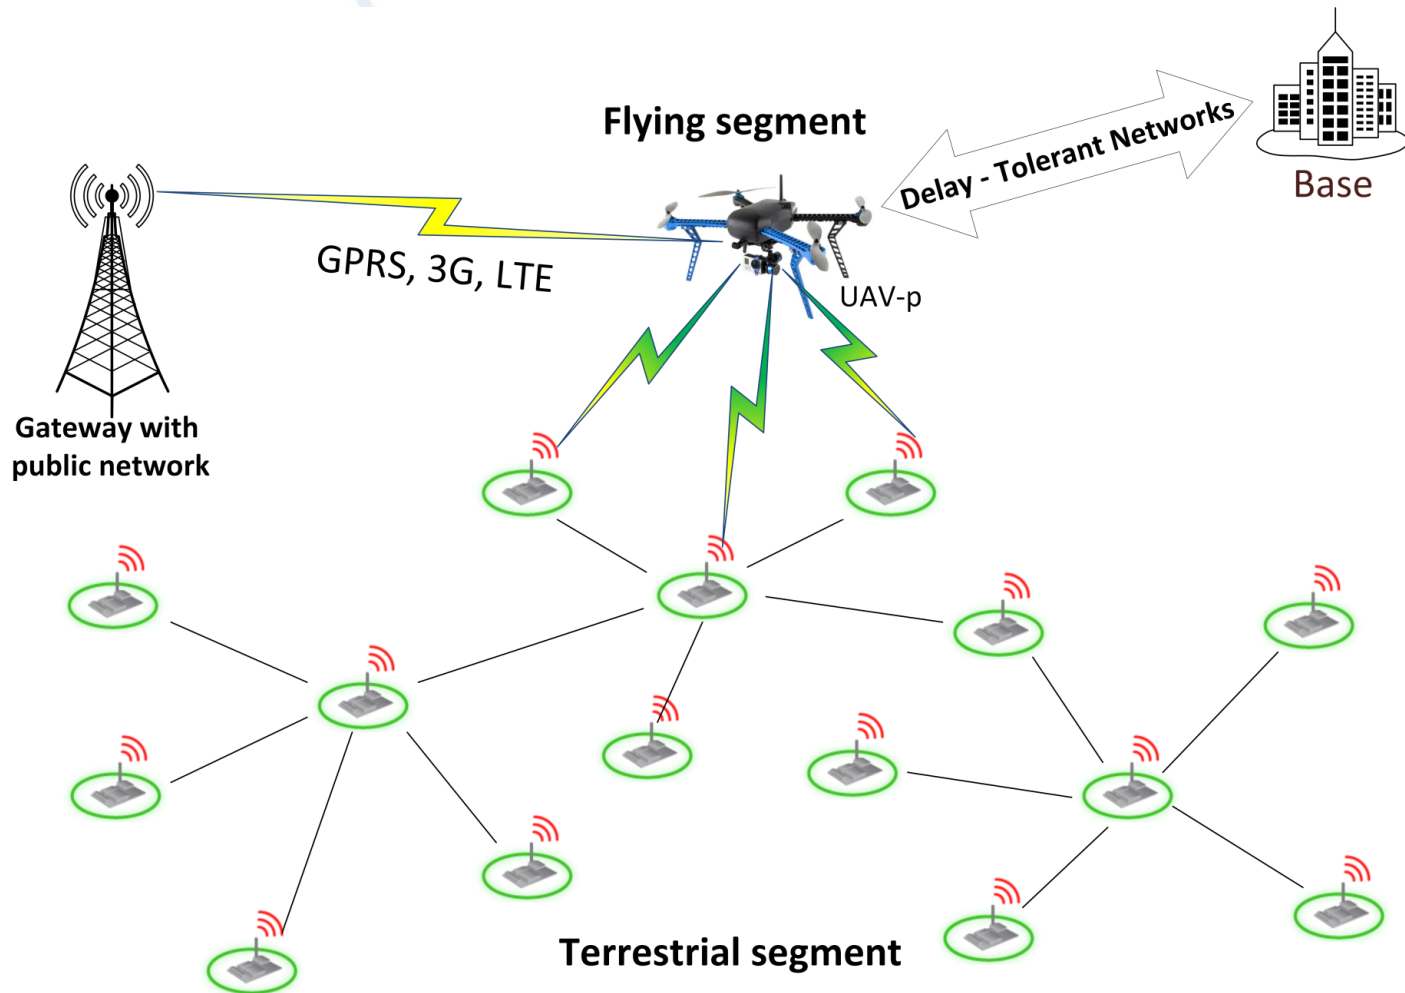 Flying segment
Delay - Tolerant Networks
Base
GPRS, 3G, LTE
UAV-p
Gateway with
public network
Terrestrial segment